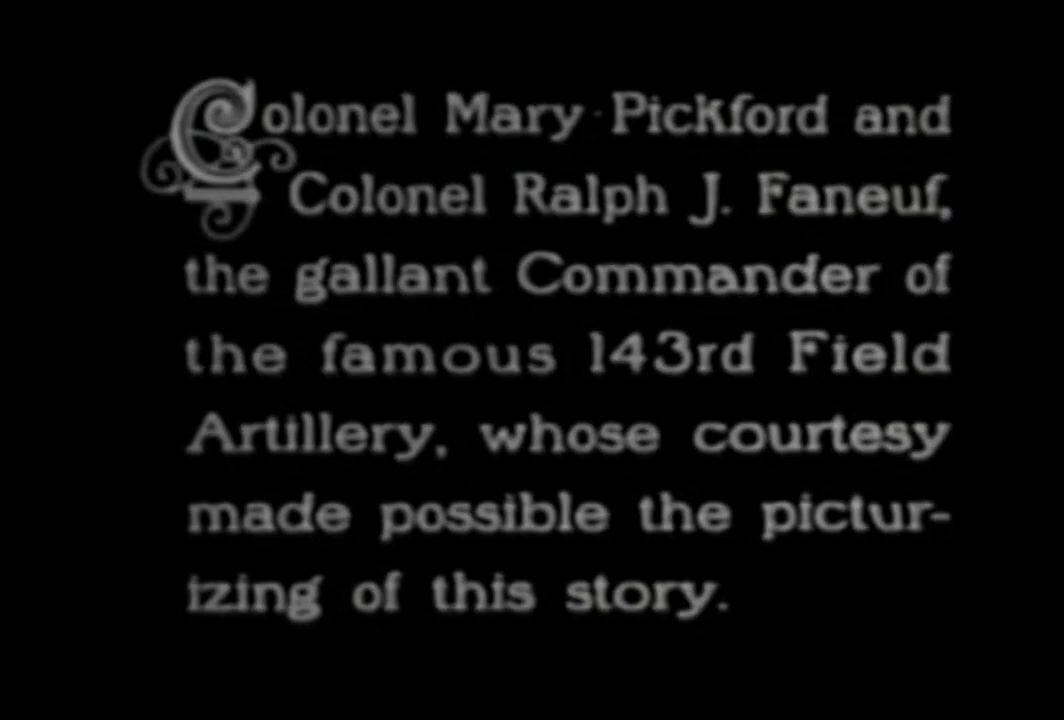 Colonel Mary Pickford and
Colonel Ralph J. Faneuf,
the gallant Commander of
the famous 143rd Field
Artillery, whose courtesy
made possible the pictur-
izing of this story.